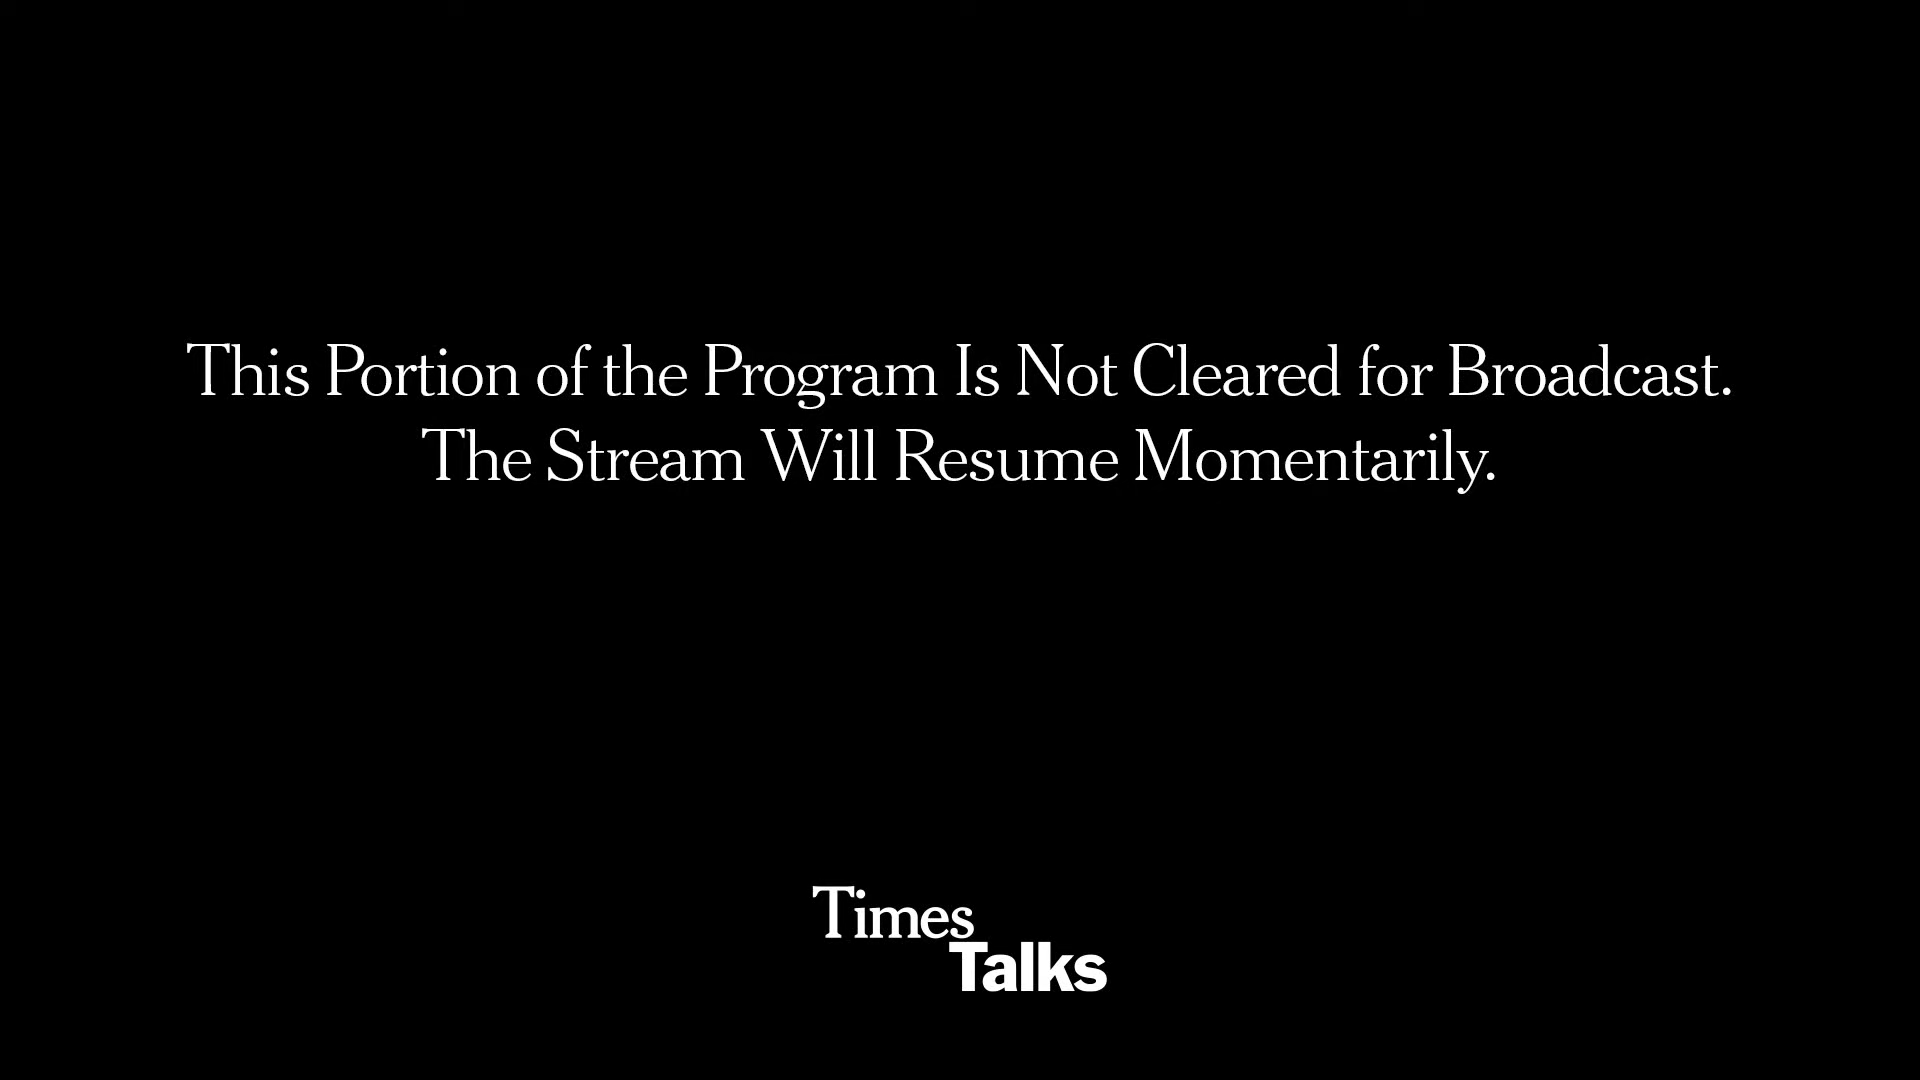 This Portion of the Program Is Not Cleared for Broadcast.
The Stream Will Resume Momentarily.
Times
Talks